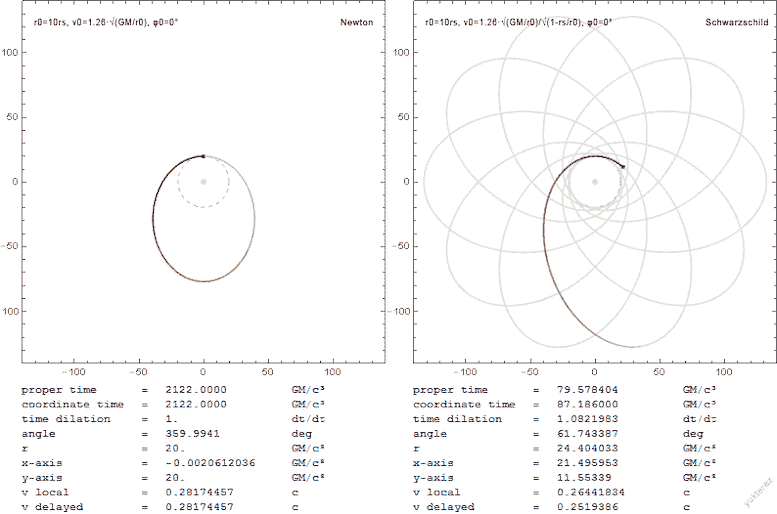 r0=10rs, v0=1.26·√(GM/r0), φ0=0° Newton
100
50
0
-50
100
-100 -50 0 50 100
proper time = 2122.0000 GM/c³
coordinate time = 2122.0000 GM/c³
time dilation = 1. dt/dτ
angle = 359.9941 deg
r = 20. GM/c²
x-axis = -0.0020612036 GM/c²
y-axis = 20. GM/c²
v local = 0.28174457 c
v delayed = 0.28174457 c
r0=10rs, v0=1.26·√(GM/r0)/√(1-rs/r0), φ0=0° Schwarzschild
100
50
0
-50
-100
-100 -50 0 50 100
proper time = 79.578404 GM/c³
coordinate time = 87.186000 GM/c³
time dilation = 1.0821983 dt/dτ
angle = 61.743387 deg
r = 24.404033 GM/c²
x-axis = 21.495953 GM/c²
y-axis = 11.55339 GM/c²
v local = 0.26441834 c
v delayed = 0.2519386 c
yukterez